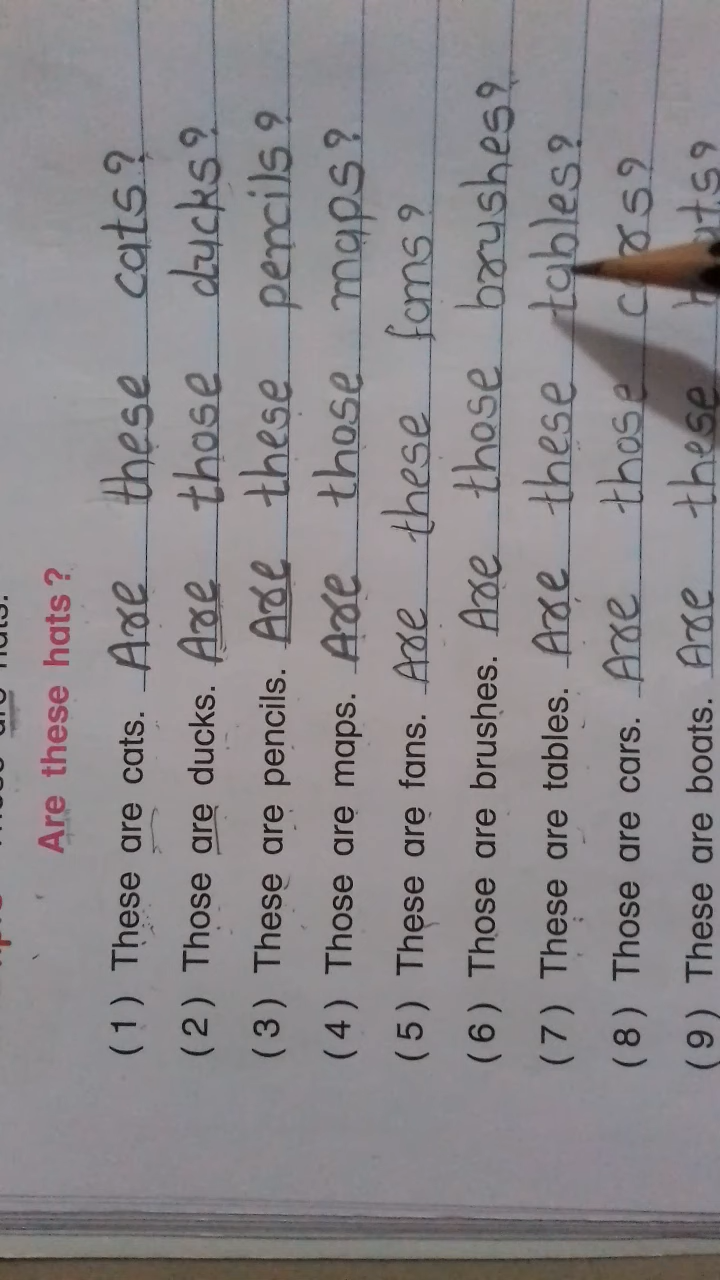 are hats.
Are these hats?
(1) These are cats. Are these cats?
(2) Those are ducks. Are those ducks?
(3) These are pencils. Are these pencils?
(4) Those are maps. Are those maps?
(5) These are fans. Are these fans?
(6) Those are brushes. Are those brushes?
(7) These are tables. Are these tables?
(8) Those are cars. Are those cars?
(9) These are boats. Are these